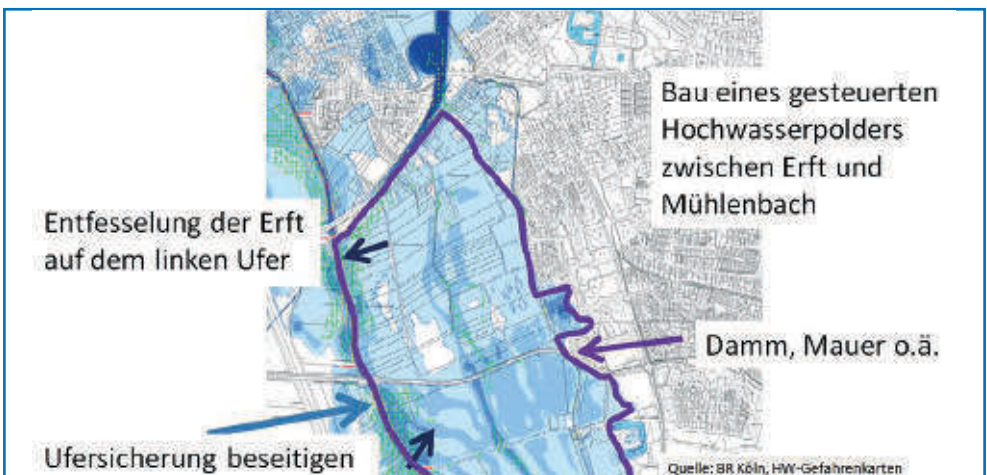 Bau eines gesteuerten
Hochwasserpolders
zwischen Erft und
Mühlenbach
Entfesselung der Erft
auf dem linken Ufer
Damm, Mauer o.ä.
Ufersicherung beseitigen
Quelle: BR Köln, HW-Gefahrenkarten